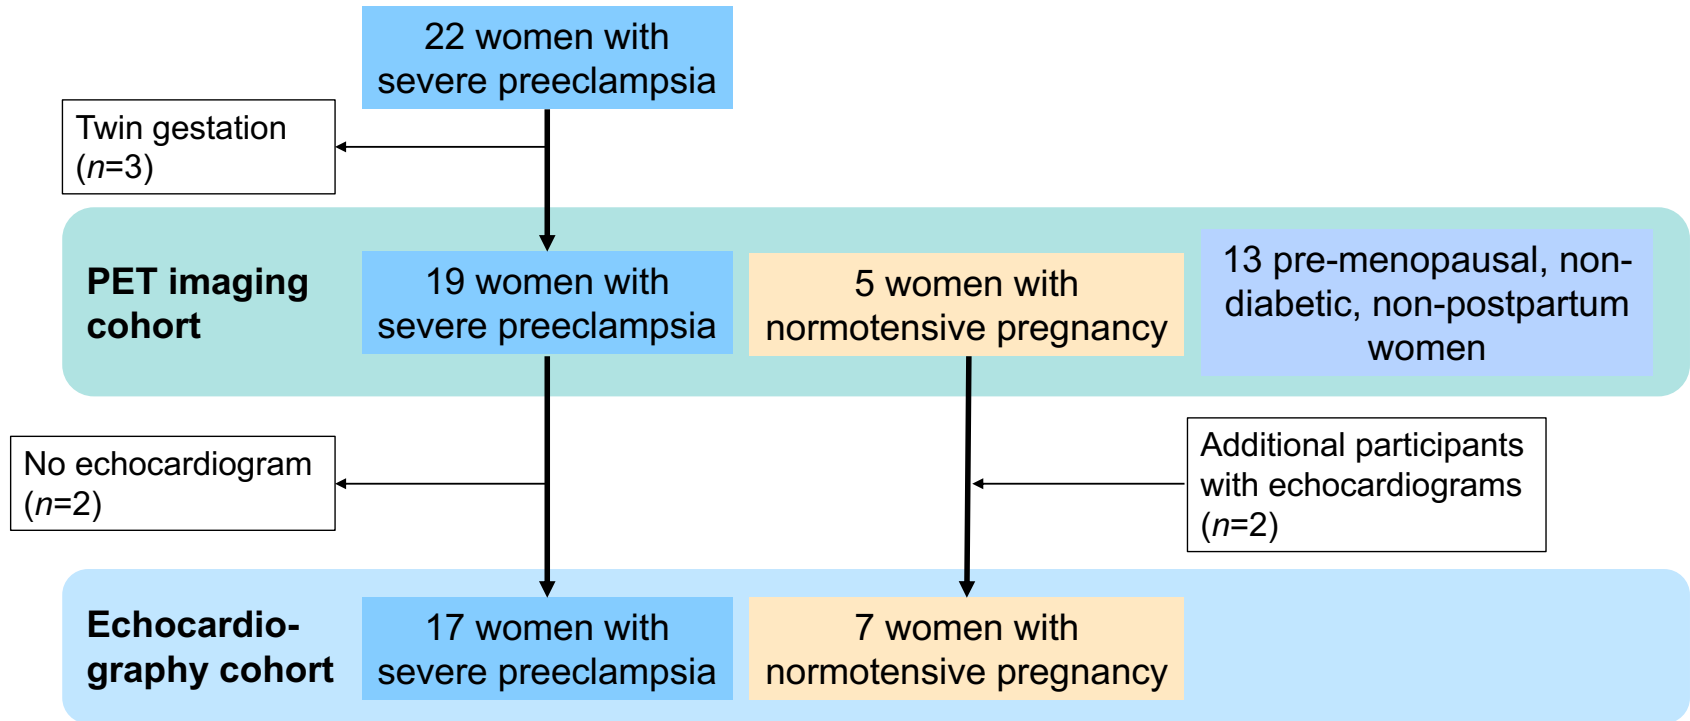 22 women with
severe preeclampsia
Twin gestation
(n=3)
PET imaging
cohort
19 women with
severe preeclampsia
5 women with
normotensive pregnancy
13 pre-menopausal, non-
diabetic, non-postpartum
women
No echocardiogram
(n=2)
Additional participants
with echocardiograms
(n=2)
Echocardio-
graphy cohort
17 women with
severe preeclampsia
7 women with
normotensive pregnancy